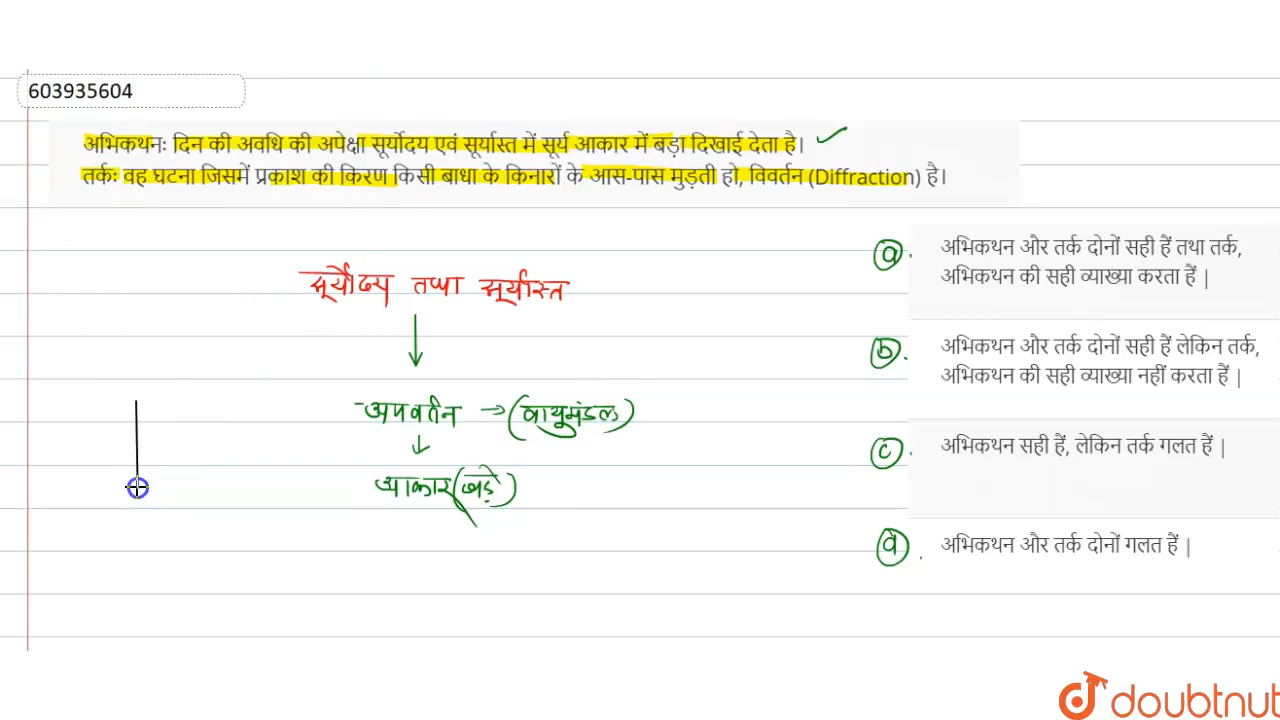 603935604
अभिकथनः दिन की अवधि की अपेक्षा सूर्योदय एवं सूर्यास्त में सूर्य आकार में बड़ा दिखाई देता है।
तर्कः वह घटना जिसमें प्रकाश की किरण किसी बाधा के किनारों के आस-पास मुड़ती हो, विवर्तन (Diffraction) है।
सूर्योदय तथा सूर्यास्त
अपवर्तन → (वायुमंडल)
आकार (बड़े)
a. अभिकथन और तर्क दोनों सही हैं तथा तर्क,
अभिकथन की सही व्याख्या करता हैं |
b. अभिकथन और तर्क दोनों सही हैं लेकिन तर्क,
अभिकथन की सही व्याख्या नहीं करता हैं |
c. अभिकथन सही हैं, लेकिन तर्क गलत हैं |
d. अभिकथन और तर्क दोनों गलत हैं |
doubtnut